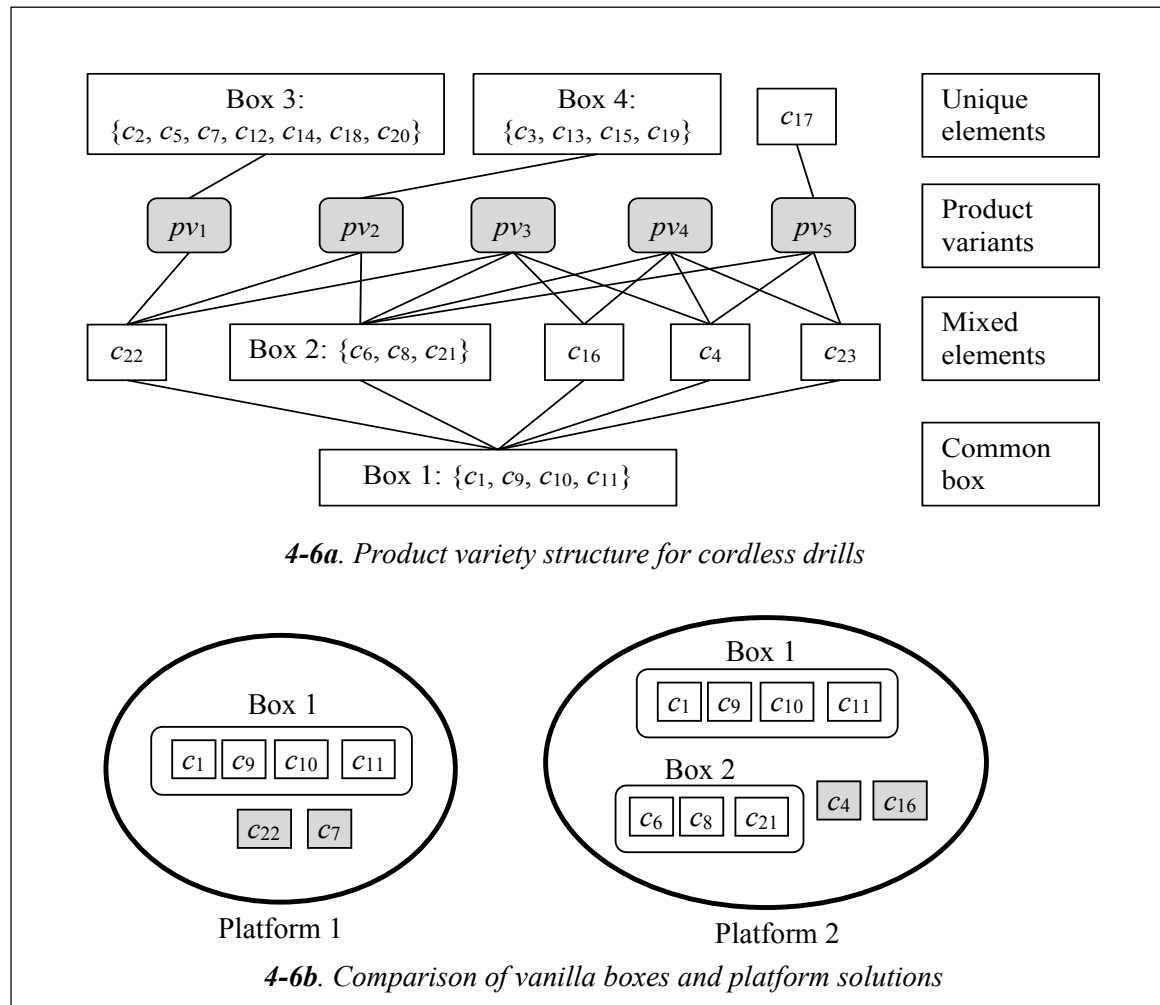 Box 3:
{c2, c5, c7, c12, c14, c18, c20}
Box 4:
{c3, c13, c15, c19}
c17
Unique
elements
pv1
pv2
pv3
pv4
pv5
Product
variants
c22
Box 2: {c6, c8, c21}
c16
c4
c23
Mixed
elements
Box 1: {c1, c9, c10, c11}
Common
box
4-6a. Product variety structure for cordless drills
Box 1
c1 c9 c10 c11
c22 c7
Platform 1
Box 1
c1 c9 c10 c11
Box 2
c6 c8 c21
c4 c16
Platform 2
4-6b. Comparison of vanilla boxes and platform solutions